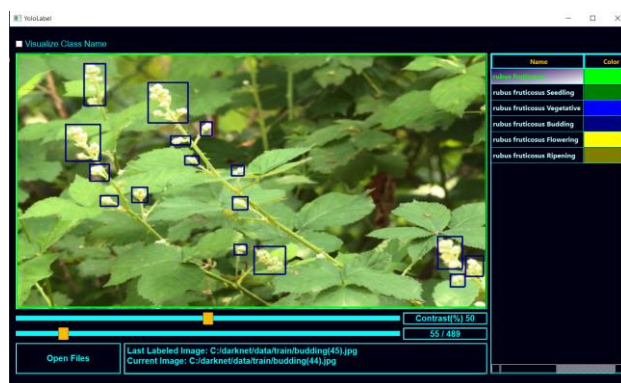 YoloLabel
Visualize Class Name
Name Color
rubus fruticosus
rubus fruticosus Seedling
rubus fruticosus Vegetative
rubus fruticosus Budding
rubus fruticosus Flowering
rubus fruticosus Ripening
Contrast(%) 50
55 / 489
Open Files
Last Labeled Image: C:/darknet/data/train/budding(45).jpg
Current Image: C:/darknet/data/train/budding(44).jpg